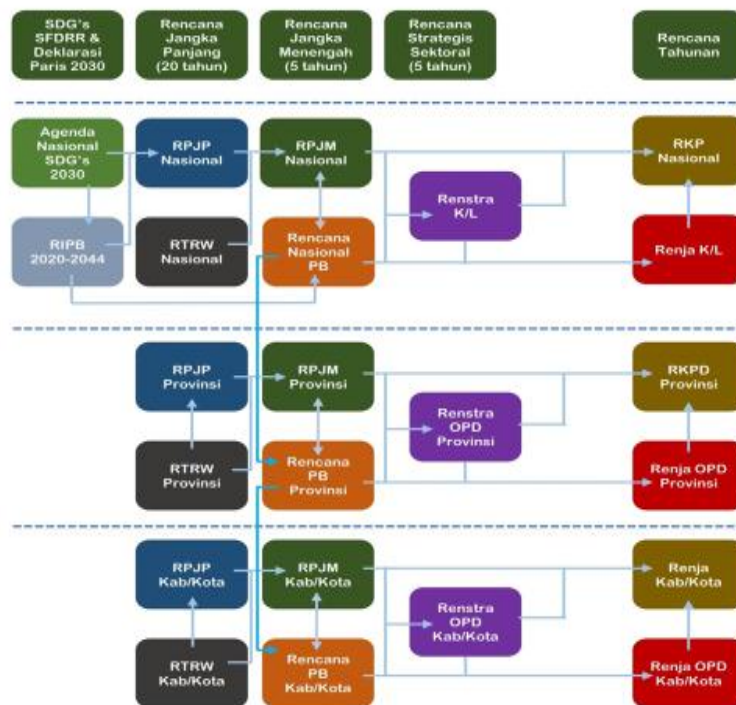 SDG's
SFDRR &
Deklarasi
Paris 2030
Rencana
Jangka
Panjang
(20 tahun)
Rencana
Jangka
Menengah
(5 tahun)
Rencana
Strategis
Sektoral
(5 tahun)
Rencana
Tahunan
Agenda
Nasional
SDG's
2030
RPJP
Nasional
RPJM
Nasional
RKP
Nasional
Renstra
K/L
RIPB
2020-2044
RTRW
Nasional
Rencana
Nasional
PB
Renja K/L
RPJP
Provinsi
RPJM
Provinsi
RKPD
Provinsi
Renstra
OPD
Provinsi
RTRW
Provinsi
Rencana
PB
Provinsi
Renja OPD
Provinsi
RPJP
Kab/Kota
RPJM
Kab/Kota
Renja
Kab/Kota
Renstra
OPD
Kab/Kota
RTRW
Kab/Kota
Rencana
PB
Kab/Kota
Renja OPD
Kab/Kota